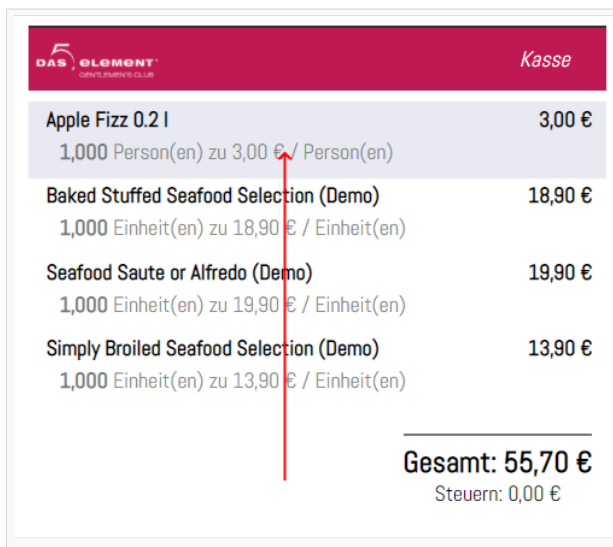 DAS 5 ELEMENT
GENTLEMEN'S CLUB
Kasse
Apple Fizz 0.2 l 3,00 €
1,000 Person(en) zu 3,00 € / Person(en)
Baked Stuffed Seafood Selection (Demo) 18,90 €
1,000 Einheit(en) zu 18,90 € / Einheit(en)
Seafood Saute or Alfredo (Demo) 19,90 €
1,000 Einheit(en) zu 19,90 € / Einheit(en)
Simply Broiled Seafood Selection (Demo) 13,90 €
1,000 Einheit(en) zu 13,90 € / Einheit(en)
Gesamt: 55,70 €
Steuern: 0,00 €